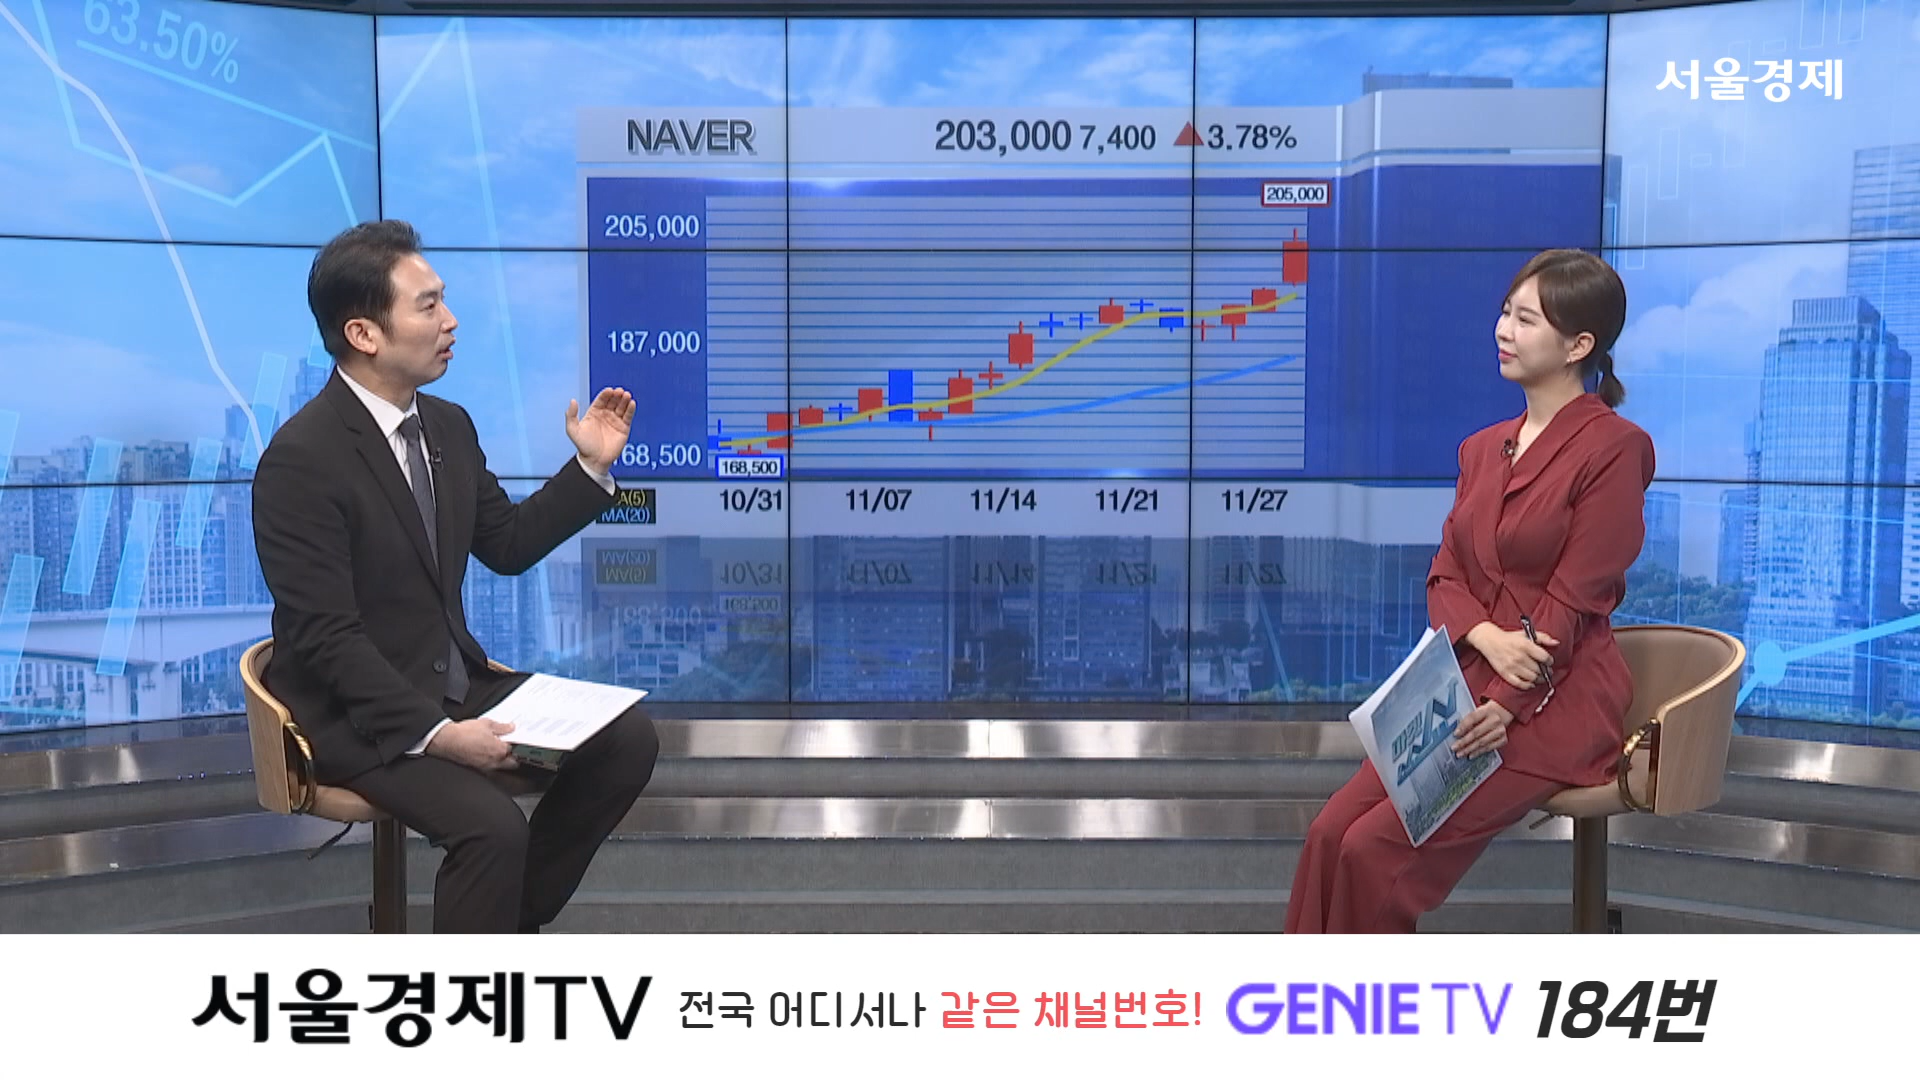 63.50%
서울경제
NAVER
203,000 7,400 ▲3.78%
205,000
205,000
187,000
168,500
168,500
MA(20)
10/31 11/07 11/14 11/21 11/27
서울경제TV 전국 어디서나 같은 채널번호! GENIE TV 184번